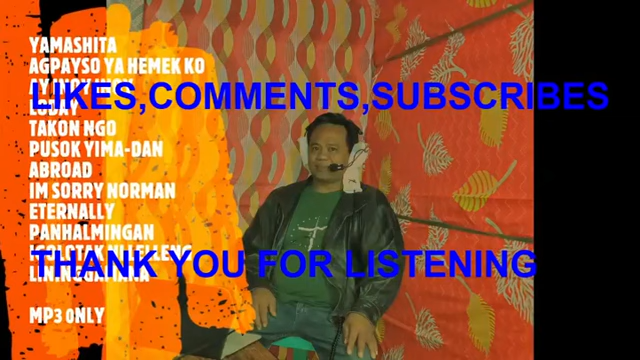 YAMASHITA
AGPAYSO YA HEMEK KO
LIKES,COMMENTS,SUBSCRIBES
TAKON NGO
PUSOK YIMA-DAN
ABROAD
IM SORRY NORMAN
ETERNALLY
PANHALMINGAN
THANK YOU FOR LISTENING
MP3 ONLY